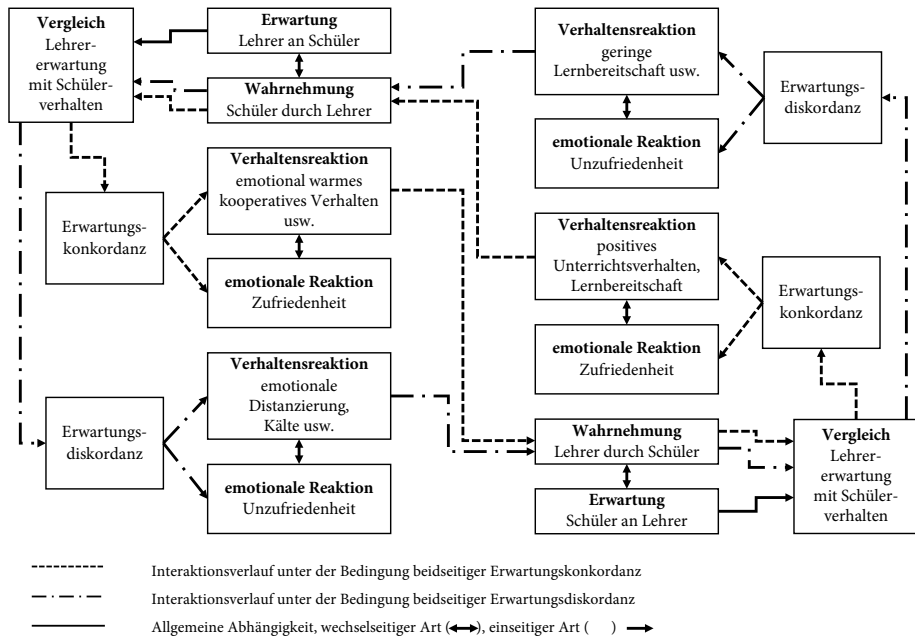 Vergleich
Lehrer-
erwartung
mit Schüler-
verhalten
Erwartung
Lehrer an Schüler
Wahrnehmung
Schüler durch Lehrer
Verhaltensreaktion
emotional warmes
kooperatives Verhalten
usw.
Erwartungs-
konkordanz
emotionale Reaktion
Zufriedenheit
Verhaltensreaktion
emotionale
Distanzierung,
Kälte usw.
Erwartungs-
diskordanz
emotionale Reaktion
Unzufriedenheit
Verhaltensreaktion
geringe
Lernbereitschaft usw.
Erwartungs-
diskordanz
emotionale Reaktion
Unzufriedenheit
Verhaltensreaktion
positives
Unterrichtsverhalten,
Lernbereitschaft
Erwartungs-
konkordanz
emotionale Reaktion
Zufriedenheit
Wahrnehmung
Lehrer durch Schüler
Erwartung
Schüler an Lehrer
Vergleich
Lehrer-
erwartung
mit Schüler-
verhalten
Interaktionsverlauf unter der Bedingung beidseitiger Erwartungskonkordanz
Interaktionsverlauf unter der Bedingung beidseitiger Erwartungsdiskordanz
Allgemeine Abhängigkeit, wechselseitiger Art (↔), einseitiger Art ( ) →